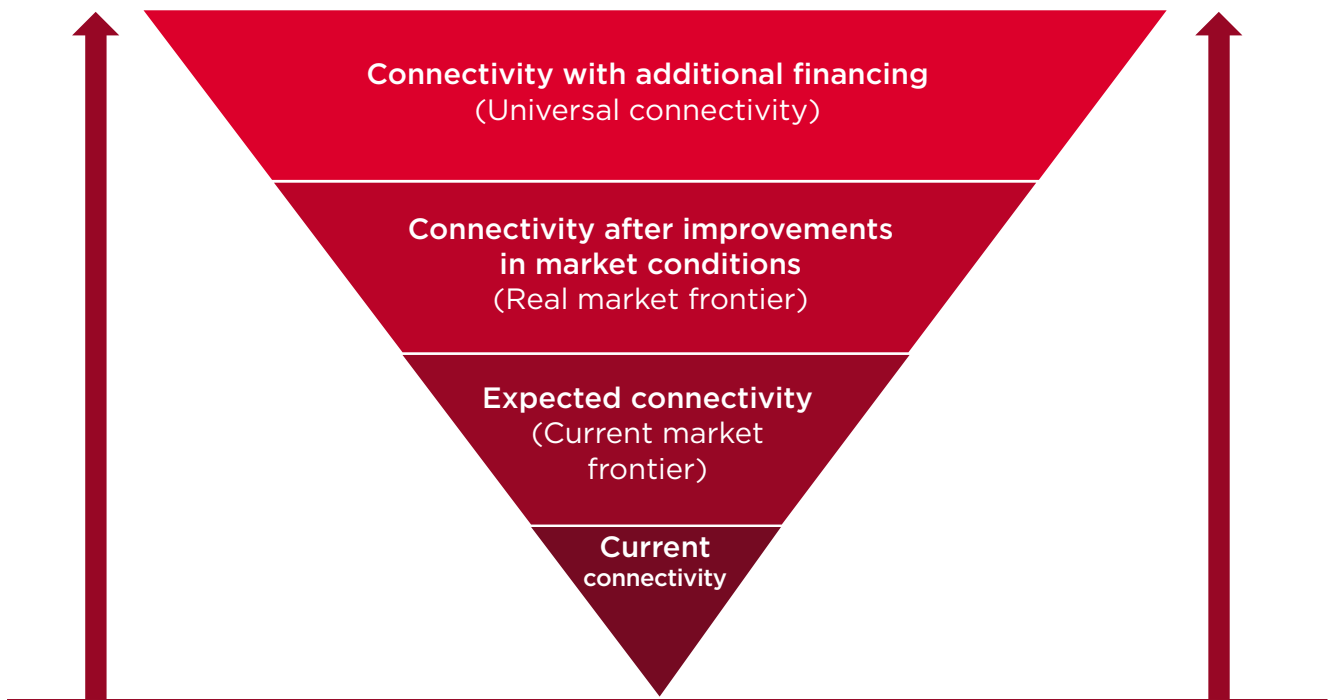 Connectivity with additional financing
(Universal connectivity)
Connectivity after improvements
in market conditions
(Real market frontier)
Expected connectivity
(Current market
frontier)
Current
connectivity